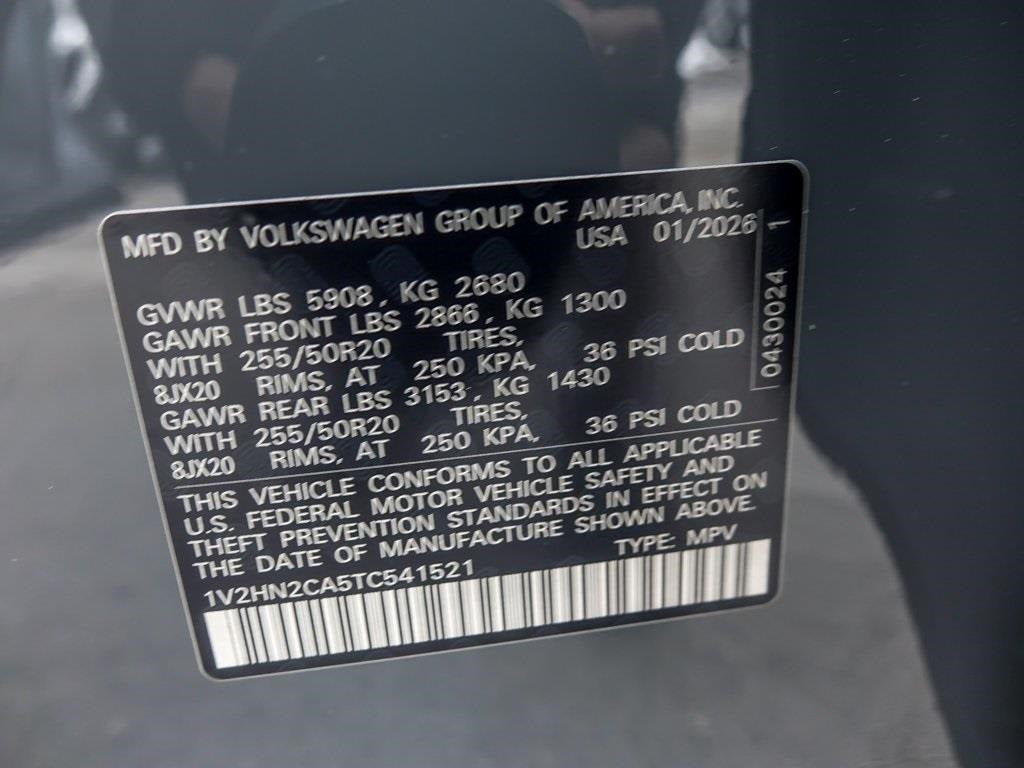 MFD BY VOLKSWAGEN GROUP OF AMERICA, INC.
USA 01/2026
GVWR LBS 5908, KG 2680
GAWR FRONT LBS 2866, KG 1300
WITH 255/50R20 TIRES,
8JX20 RIMS, AT 250 KPA, 36 PSI COLD
GAWR REAR LBS 3153, KG 1430
WITH 255/50R20 TIRES,
8JX20 RIMS, AT 250 KPA, 36 PSI COLD
THIS VEHICLE CONFORMS TO ALL APPLICABLE
U.S. FEDERAL MOTOR VEHICLE SAFETY AND
THEFT PREVENTION STANDARDS IN EFFECT ON
THE DATE OF MANUFACTURE SHOWN ABOVE.
1V2HN2CA5TC541521 TYPE: MPV
0430024 1